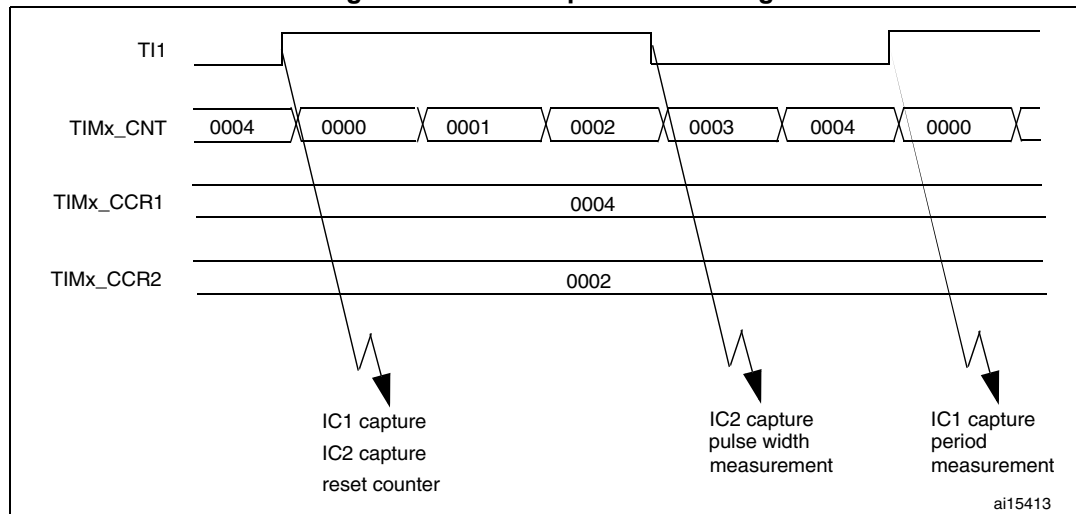 TI1
TIMx_CNT 0004 0000 0001 0002 0003 0004 0000
TIMx_CCR1 0004
TIMx_CCR2 0002
IC1 capture
IC2 capture
reset counter
IC2 capture
pulse width
measurement
IC1 capture
period
measurement
ai15413